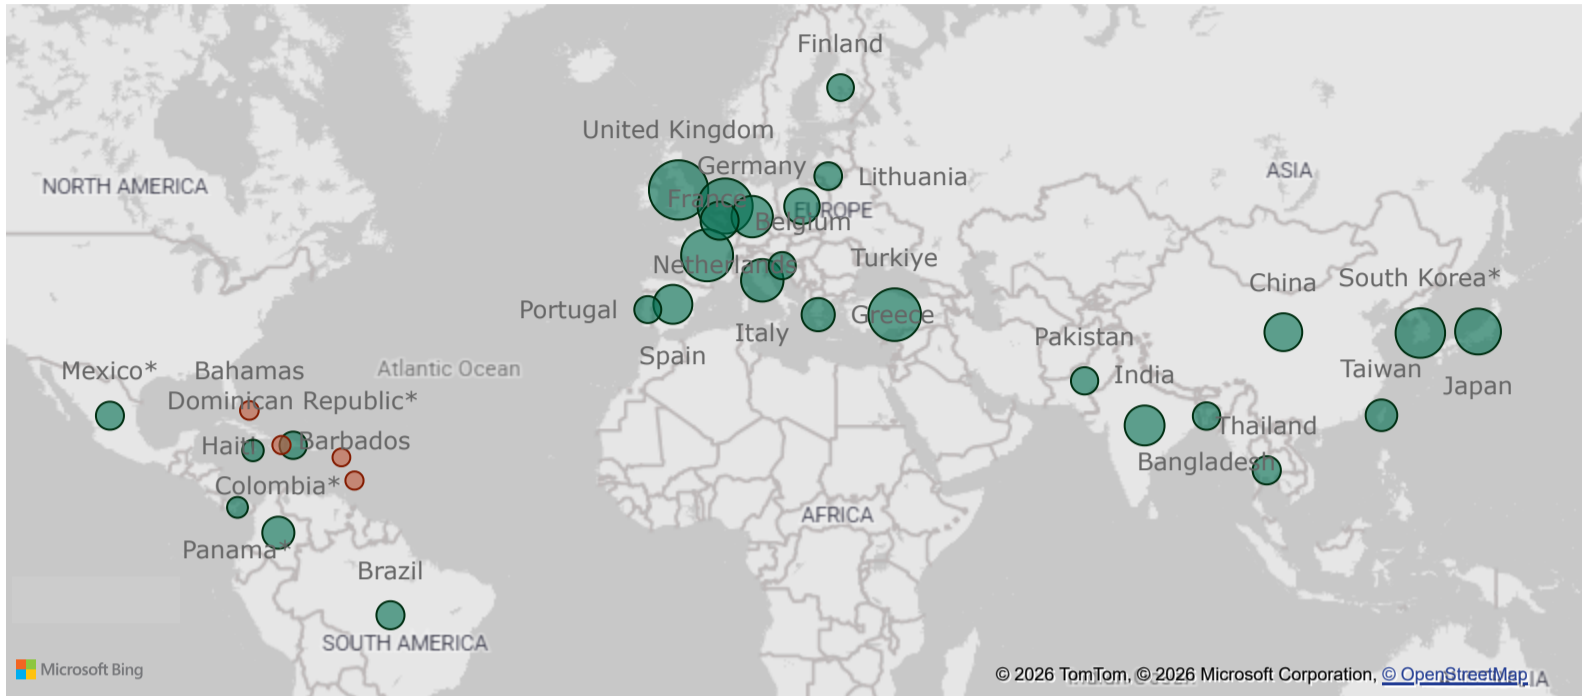 Finland
United Kingdom
Germany
Lithuania
ASIA
NORTH AMERICA
France
EUROPE
Belgium
Netherlands
Turkiye
China
South Korea*
Portugal
Greece
Italy
Pakistan
Spain
Mexico*
Bahamas
Atlantic Ocean
India
Taiwan
Japan
Dominican Republic*
Haiti
Barbados
Thailand
Bangladesh
Colombia*
AFRICA
Panama*
Brazil
SOUTH AMERICA
Microsoft Bing
© 2026 TomTom, © 2026 Microsoft Corporation, © OpenStreetMap